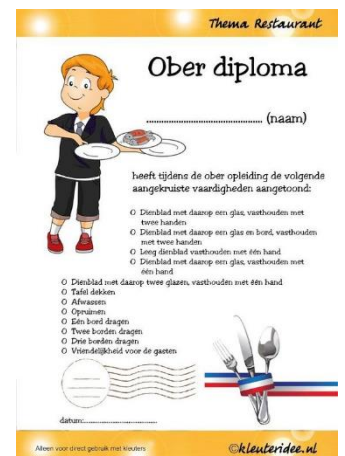 Thema Restaurant
Ober diploma
................................................ (naam)
heeft tijdens de ober opleiding de volgende
aangekruiste vaardigheden aangetoond:
O Dienblad met daarop een glas, vasthouden met
twee handen
O Dienblad met daarop een glas en bord, vasthouden
met twee handen
O Leeg dienblad vasthouden met één hand
O Dienblad met daarop een glas, vasthouden met
één hand
O Dienblad met daarop twee glazen, vasthouden met één hand
O Tafel dekken
O Afwassen
O Opruimen
O Eén bord dragen
O Twee borden dragen
O Drie borden dragen
O Vriendelijkheid voor de gasten
datum:................................
Alleen voor direct gebruik met kleuters
©kleuteridee.nl